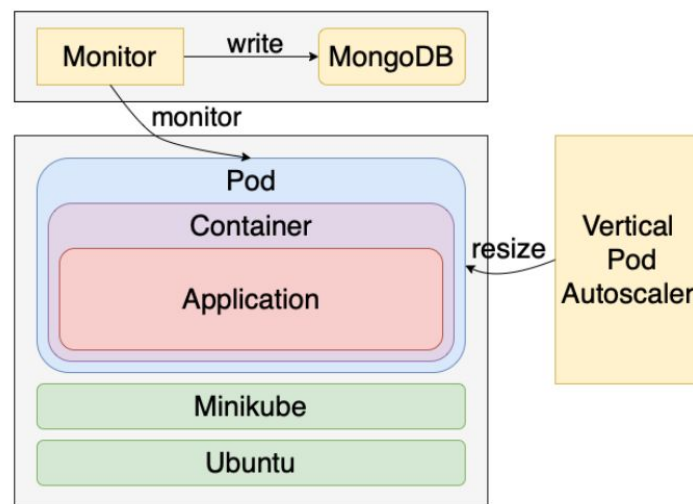 Monitor
write
MongoDB
monitor
Pod
Container
Application
resize
Vertical
Pod
Autoscaler
Minikube
Ubuntu